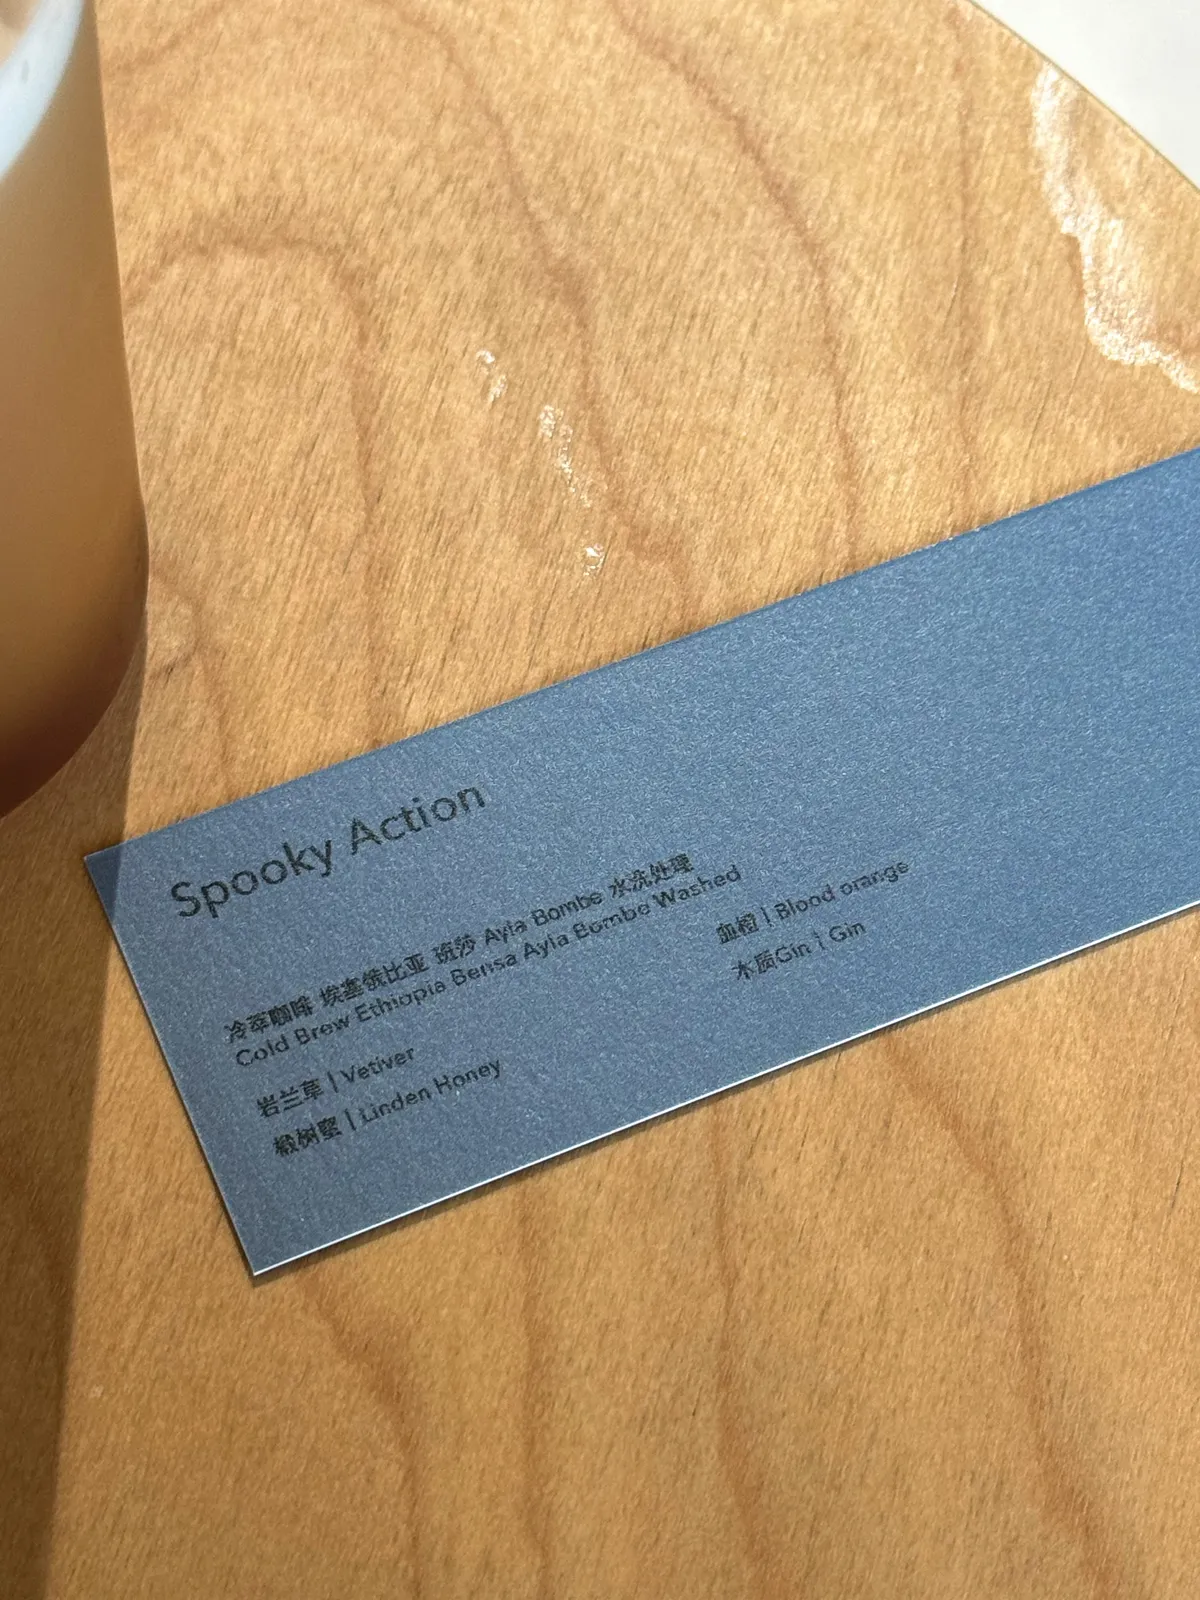 Spooky Action
冷萃咖啡 埃塞俄比亚 班莎 Ayla Bombe 水洗处理
Cold Brew Ethiopia Bensa Ayla Bombe Washed
岩兰草 | Vetiver
血橙 | Blood orange
椴树蜜 | Linden Honey
木质Gin | Gin